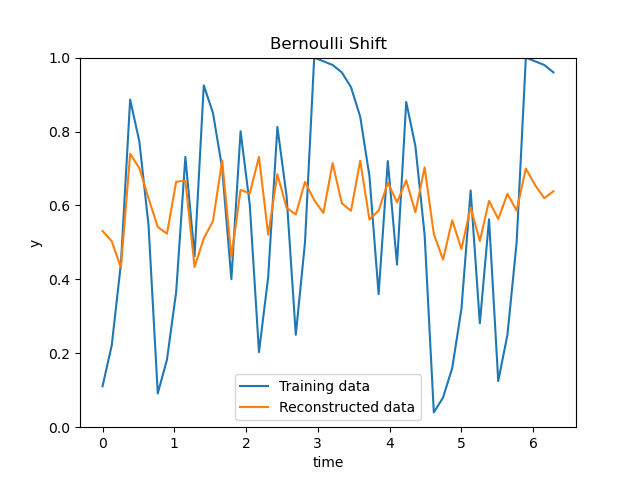 Bernoulli Shift
1.0
0.8
0.6
0.4
0.2
0.0
y
Training data
Reconstructed data
0 1 2 3 4 5 6
time